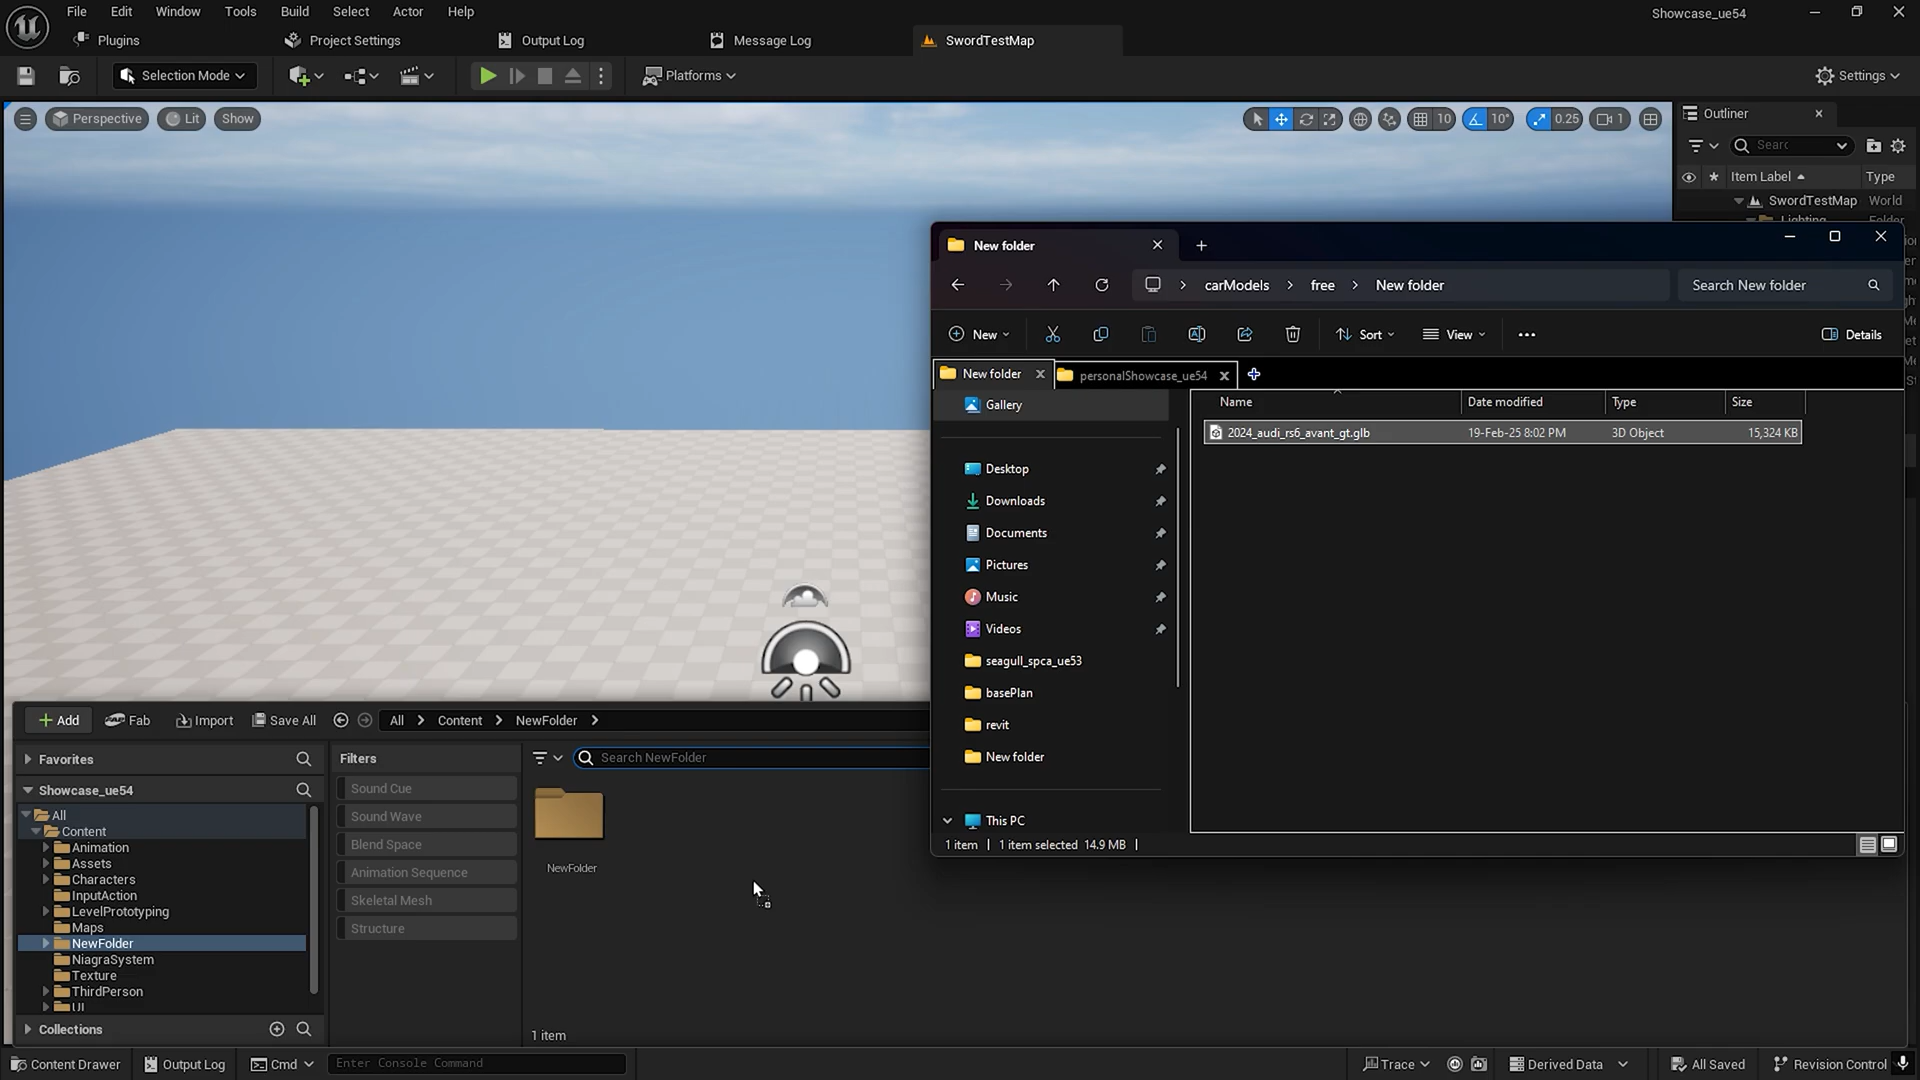 File Edit Window Tools Build Select Actor Help
Showcase_ue54
Plugins Project Settings Output Log Message Log SwordTestMap
Selection Mode Platforms Settings
Perspective Lit Show 10 10° 0.25 1
Outliner
Searc
Item Label Type
SwordTestMap World
Lighting Folder
New folder
carModels free New folder
Search New folder
New Sort View Details
New folder personalShowcase_ue54
Gallery
Name Date modified Type Size
2024_audi_rs6_avant_gt.glb 19-Feb-25 8:02 PM 3D Object 15,324 KB
Desktop
Downloads
Documents
Pictures
Music
Videos
seagull_spca_ue53
basePlan
revit
New folder
This PC
1 item | 1 item selected 14.9 MB |
Add Fab Import Save All All Content NewFolder
Favorites
Showcase_ue54
All
Content
Animation
Assets
Characters
InputAction
LevelPrototyping
Maps
NewFolder
NiagraSystem
Texture
ThirdPerson
UI
Collections
Filters
Sound Cue
Sound Wave
Blend Space
Animation Sequence
Skeletal Mesh
Structure
Search NewFolder
NewFolder
1 item
Content Drawer Output Log Cmd Enter Console Command
Trace Derived Data All Saved Revision Control